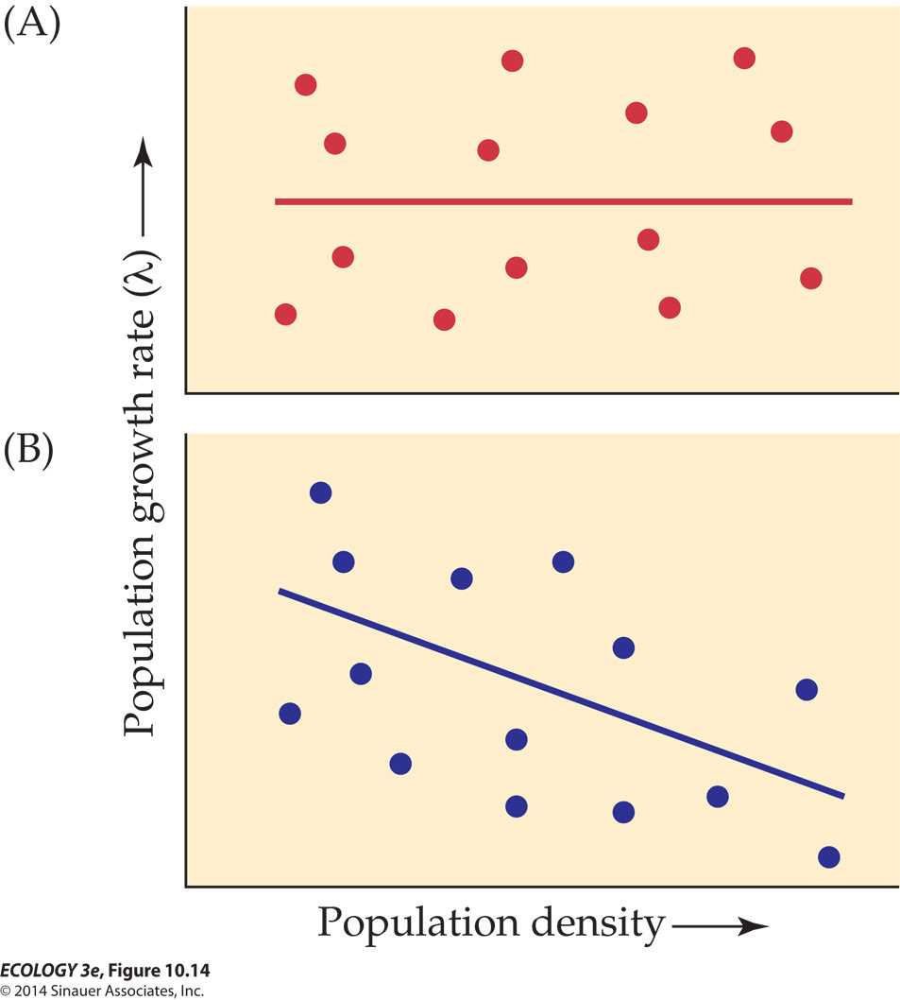 (A)
Population growth rate (λ)
(B)
Population density
ECOLOGY 3e, Figure 10.14
© 2014 Sinauer Associates, Inc.